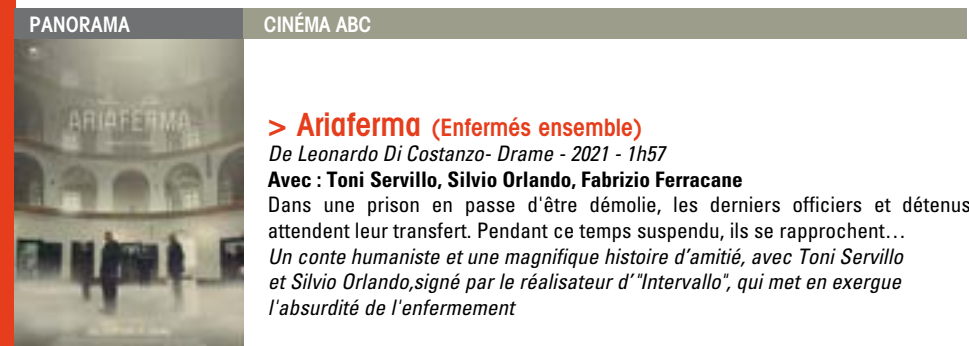 PANORAMA
CINÉMA ABC
ARIAFERMA
> Ariaferma (Enfermés ensemble)
De Leonardo Di Costanzo- Drame - 2021 - 1h57
Avec : Toni Servillo, Silvio Orlando, Fabrizio Ferracane
Dans une prison en passe d'être démolie, les derniers officiers et détenus
attendent leur transfert. Pendant ce temps suspendu, ils se rapprochent…
Un conte humaniste et une magnifique histoire d’amitié, avec Toni Servillo
et Silvio Orlando,signé par le réalisateur d’"Intervallo", qui met en exergue
l'absurdité de l'enfermement